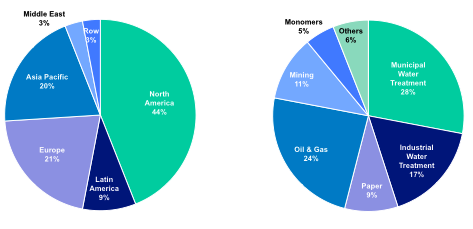 Middle East
3%
Row
3%
North
America
44%
Asia Pacific
20%
Europe
21%
Latin
America
9%
Monomers
5%
Others
6%
Municipal
Water
Treatment
28%
Mining
11%
Oil & Gas
24%
Industrial
Water
Treatment
17%
Paper
9%